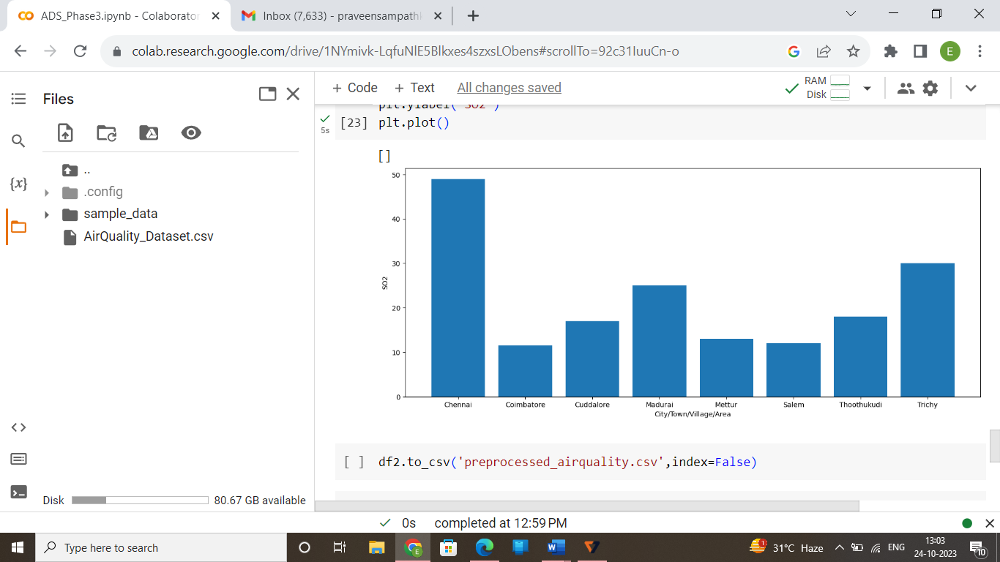 ADS_Phase3.ipynb - Colaborator
Inbox (7,633) - praveensampathk
colab.research.google.com/drive/1NYmivk-LqfuNlE5Blkxes4szxsLObens#scrollTo=92c31IuuCn-o
E
Files
+ Code + Text All changes saved
RAM
Disk
plt.ylabel("SO2")
[23] plt.plot()
5s
{x}
..
.config
sample_data
AirQuality_Dataset.csv
[]
50
40
30
20
10
0
SO2
Chennai Coimbatore Cuddalore Madurai Mettur Salem Thoothukudi Trichy
City/Town/Village/Area
[ ] df2.to_csv('preprocessed_airquality.csv',index=False)
Disk 80.67 GB available
0s completed at 12:59 PM
Type here to search
31°C Haze
ENG
13:03
24-10-2023
10